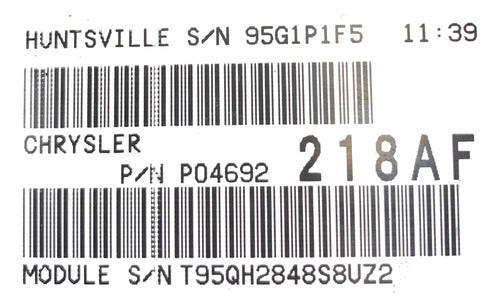 HUNTSVILLE S/N 95G1P1F5 11:39
CHRYSLER
P/N P04692 218AF
MODULE S/N T95QH2848S8UZ2